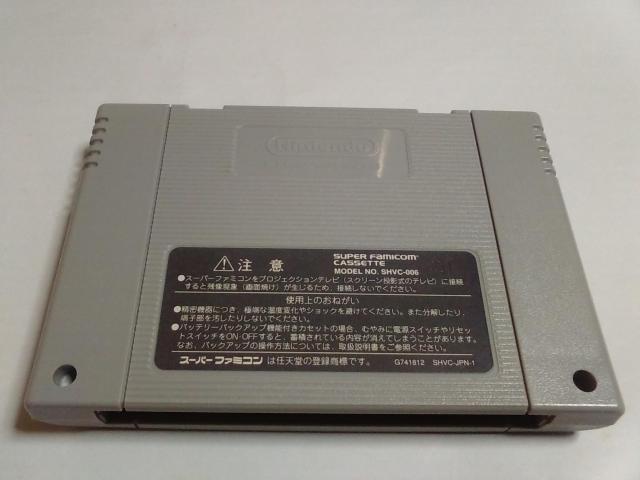 Nintendo
⚠注 意
SUPER FAMICOM
CASSETTE
MODEL NO. SHVC-006
●スーパーファミコンをプロジェクションテレビ(スクリーン投影式のテレビ)に接続
すると残像現象(画面焼け)が生じるため、接続しないでください。
使用上のおねがい
●精密機器につき、極端な温度変化やショックを避けてください。また分解したり、
端子部を汚したりしないでください。
●バッテリーバックアップ機能付きカセットの場合、むやみに電源スイッチやリセッ
トスイッチをON・OFFすると、蓄積されている内容が消えてしまうことがあります。
なお、バックアップの操作方法については、取扱説明書をご参照ください。
スーパーファミコンは任天堂の登録商標です。
G741812 SHVC-JPN-1